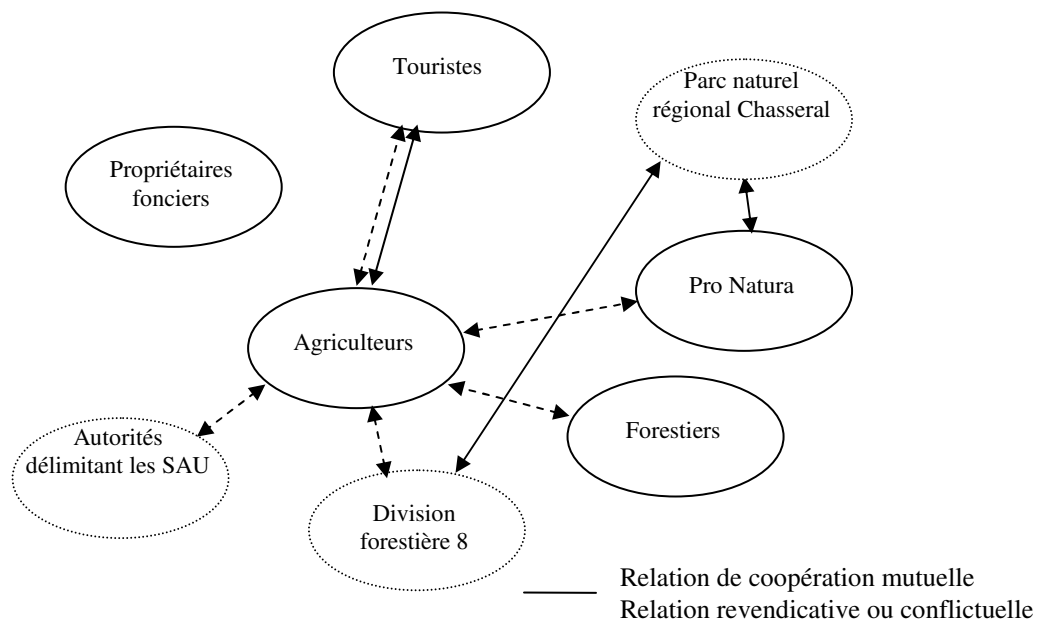 Touristes
Parc naturel
régional Chasseral
Propriétaires
fonciers
Pro Natura
Agriculteurs
Forestiers
Autorités
délimitant les SAU
Division
forestière 8
Relation de coopération mutuelle
Relation revendicative ou conflictuelle